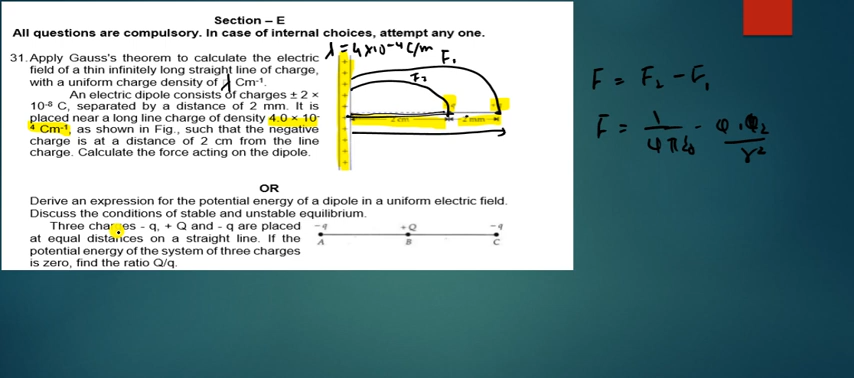 Section – E
All questions are compulsory. In case of internal choices, attempt any one.
31. Apply Gauss's theorem to calculate the electric
field of a thin infinitely long straight line of charge,
with a uniform charge density of λ Cm⁻¹.
An electric dipole consists of charges ± 2 ×
10⁻⁸ C, separated by a distance of 2 mm. It is
placed near a long line charge of density 4.0 × 10⁻
⁴ Cm⁻¹, as shown in Fig., such that the negative
charge is at a distance of 2 cm from the line
charge. Calculate the force acting on the dipole.
λ = 4 × 10⁻⁴ C/m
F₁
F₂
2 cm
2 mm
OR
Derive an expression for the potential energy of a dipole in a uniform electric field.
Discuss the conditions of stable and unstable equilibrium.
Three charges - q, + Q and - q are placed
at equal distances on a straight line. If the
potential energy of the system of three charges
is zero, find the ratio Q/q.
−q +Q −q
A B C
F = F₂ − F₁